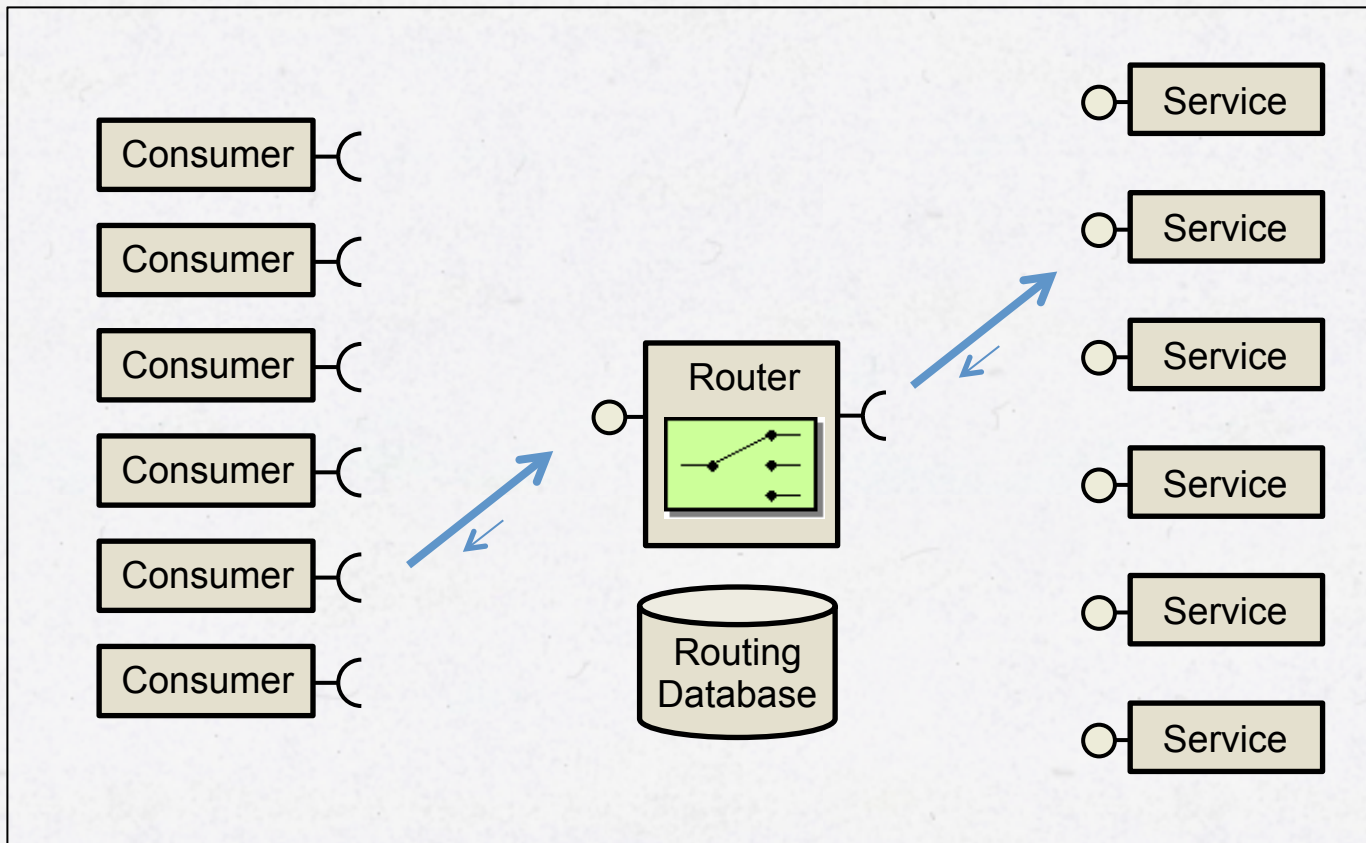 Consumer
Consumer
Consumer
Consumer
Consumer
Consumer
Router
Routing
Database
Service
Service
Service
Service
Service
Service